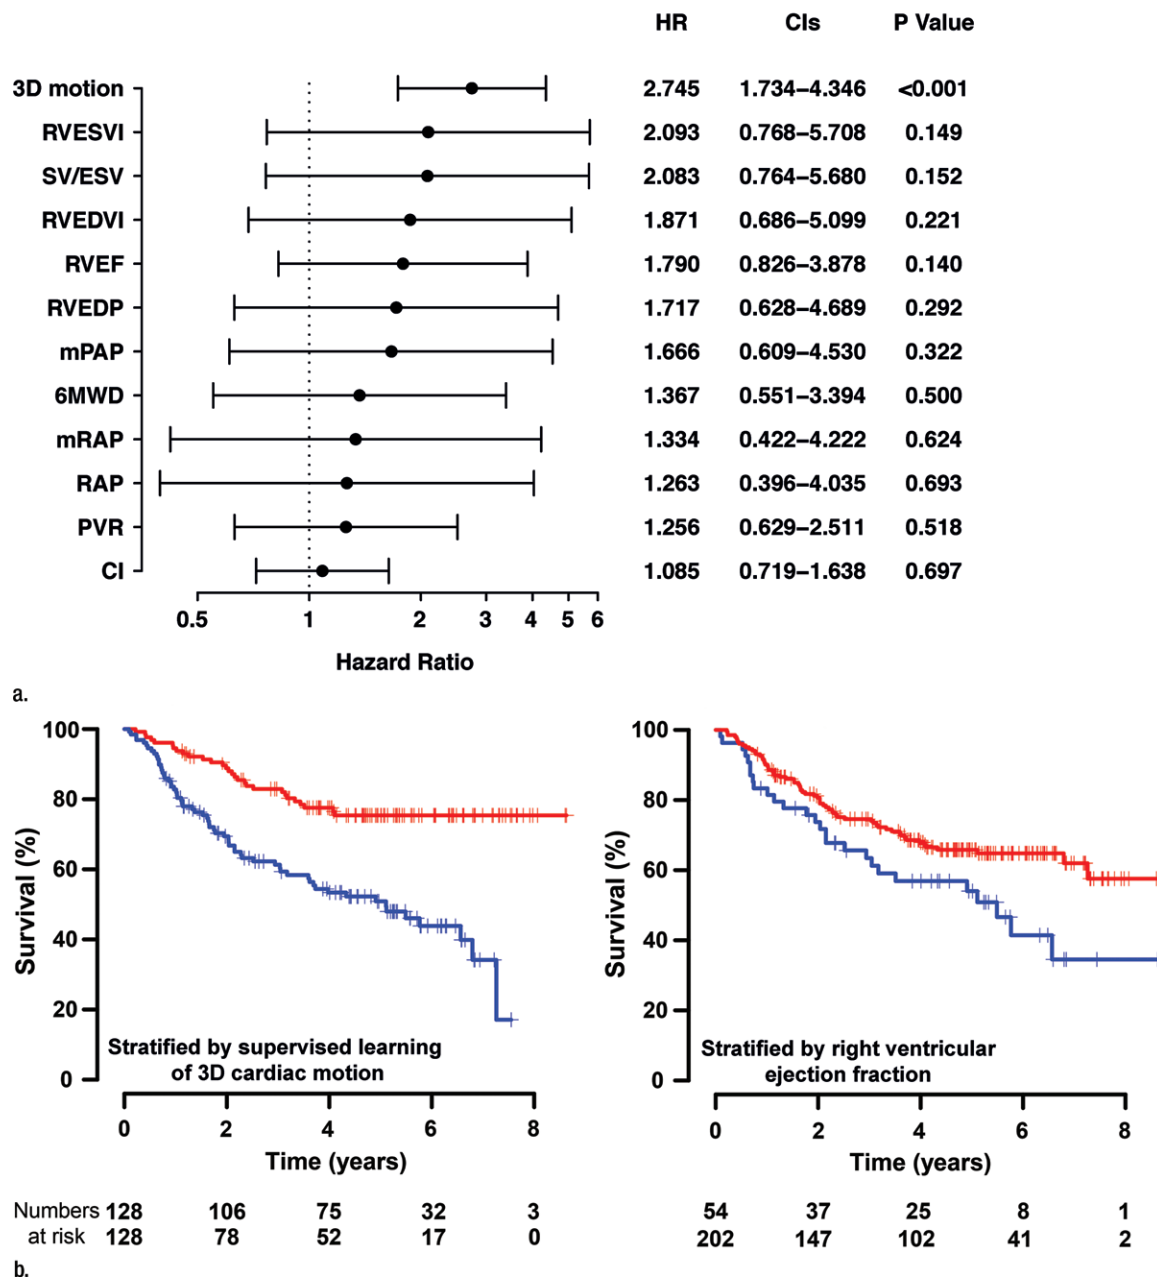 HR CIs P Value
3D motion 2.745 1.734–4.346 <0.001
RVESVI 2.093 0.768–5.708 0.149
SV/ESV 2.083 0.764–5.680 0.152
RVEDVI 1.871 0.686–5.099 0.221
RVEF 1.790 0.826–3.878 0.140
RVEDP 1.717 0.628–4.689 0.292
mPAP 1.666 0.609–4.530 0.322
6MWD 1.367 0.551–3.394 0.500
mRAP 1.334 0.422–4.222 0.624
RAP 1.263 0.396–4.035 0.693
PVR 1.256 0.629–2.511 0.518
CI 1.085 0.719–1.638 0.697
0.5 1 2 3 4 5 6
Hazard Ratio
a.
100
80
60
40
20
0
Survival (%)
Stratified by supervised learning
of 3D cardiac motion
0 2 4 6 8
Time (years)
Numbers 128 106 75 32 3
at risk 128 78 52 17 0
100
80
60
40
20
0
Survival (%)
Stratified by right ventricular
ejection fraction
0 2 4 6 8
Time (years)
54 37 25 8 1
202 147 102 41 2
b.